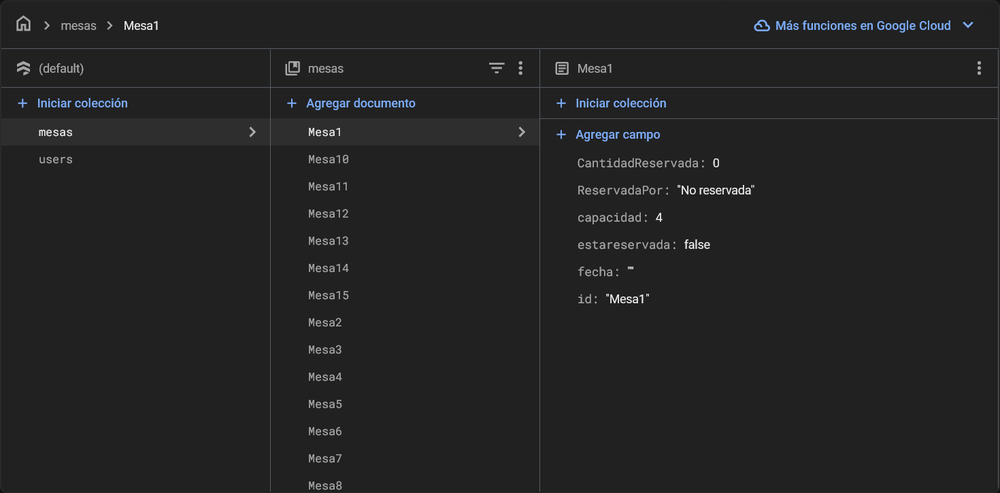 mesas > Mesa1
Más funciones en Google Cloud
(default)
mesas
Mesa1
+ Iniciar colección
+ Agregar documento
+ Iniciar colección
mesas
users
Mesa1
Mesa10
Mesa11
Mesa12
Mesa13
Mesa14
Mesa15
Mesa2
Mesa3
Mesa4
Mesa5
Mesa6
Mesa7
Mesa8
+ Agregar campo
CantidadReservada: 0
ReservadaPor: "No reservada"
capacidad: 4
estareservada: false
fecha: ""
id: "Mesa1"